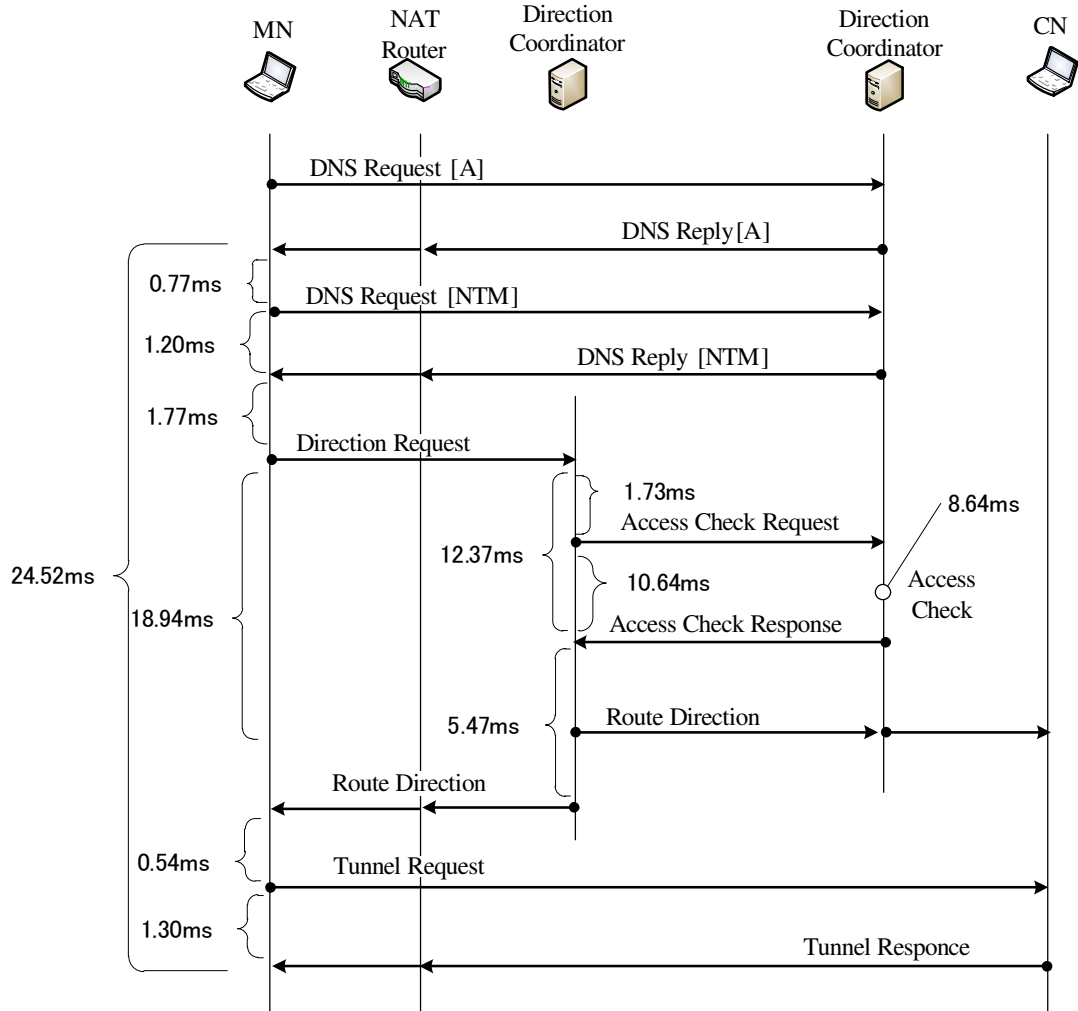 MN
NAT
Router
Direction
Coordinator
Direction
Coordinator
CN
DNS Request [A]
DNS Reply[A]
0.77ms
DNS Request [NTM]
1.20ms
DNS Reply [NTM]
1.77ms
Direction Request
1.73ms
8.64ms
Access Check Request
12.37ms
24.52ms
10.64ms
Access
Check
18.94ms
Access Check Response
5.47ms
Route Direction
Route Direction
0.54ms
Tunnel Request
1.30ms
Tunnel Responce